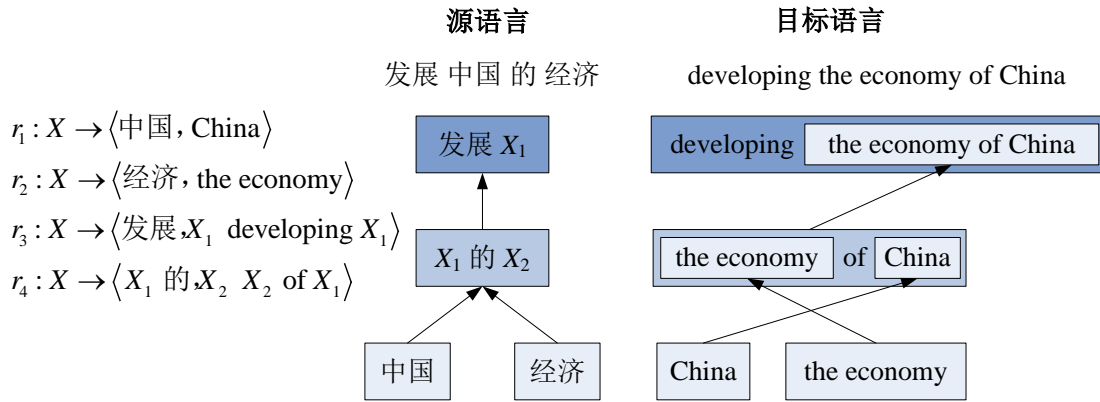 源语言 目标语言
发展 中国 的 经济 developing the economy of China
r₁ : X → ⟨中国, China⟩
r₂ : X → ⟨经济, the economy⟩
r₃ : X → ⟨发展,X₁ developing X₁⟩
r₄ : X → ⟨X₁ 的,X₂ X₂ of X₁⟩
发展 X₁
developing the economy of China
X₁ 的 X₂
the economy of China
中国 经济
China the economy